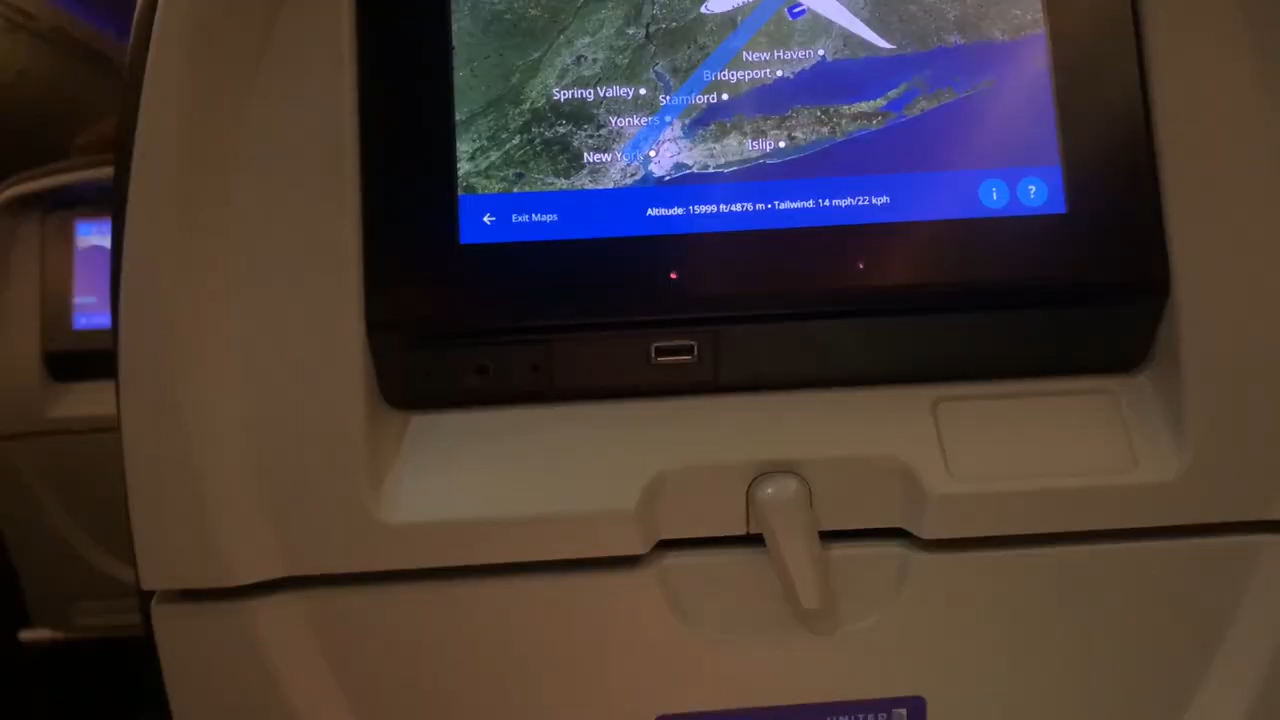 New Haven
Bridgeport
Spring Valley
Stamford
Yonkers
Islip
New York
Exit Maps
Altitude: 15999 ft/4876 m • Tailwind: 14 mph/22 kph
i
?
UNITED